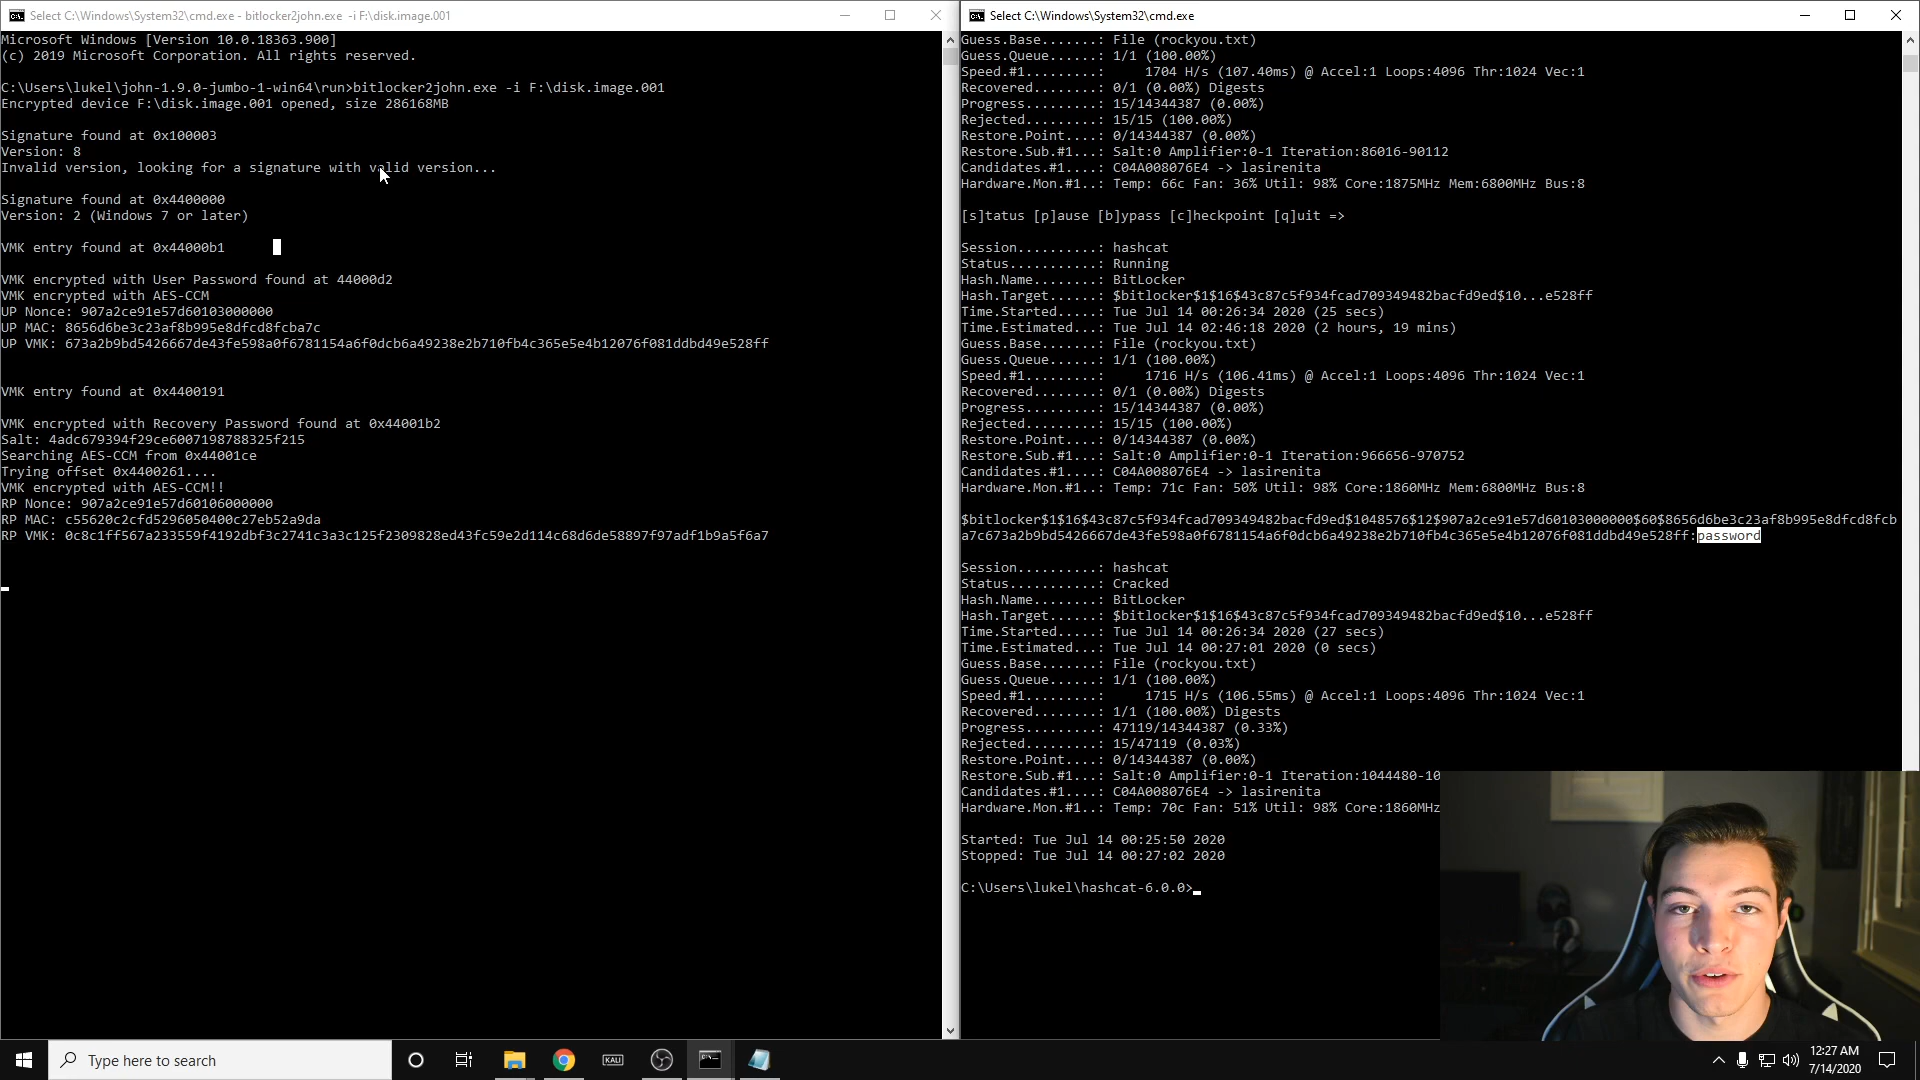 Select C:\Windows\System32\cmd.exe - bitlocker2john.exe -i F:\disk.image.001
Microsoft Windows [Version 10.0.18363.900]
(c) 2019 Microsoft Corporation. All rights reserved.
C:\Users\lukel\john-1.9.0-jumbo-1-win64\run>bitlocker2john.exe -i F:\disk.image.001
Encrypted device F:\disk.image.001 opened, size 286168MB
Signature found at 0x100003
Version: 8
Invalid version, looking for a signature with valid version...
Signature found at 0x4400000
Version: 2 (Windows 7 or later)
VMK entry found at 0x44000b1
VMK encrypted with User Password found at 44000d2
VMK encrypted with AES-CCM
UP Nonce: 907a2ce91e57d60103000000
UP MAC: 8656d6be3c23af8b995e8dfcd8fcba7c
UP VMK: 673a2b9bd5426667de43fe598a0f6781154a6f0dcb6a49238e2b710fb4c365e5e4b12076f081ddbd49e528ff
VMK entry found at 0x4400191
VMK encrypted with Recovery Password found at 0x44001b2
Salt: 4adc679394f29ce6007198788325f215
Searching AES-CCM from 0x44001ce
Trying offset 0x4400261....
VMK encrypted with AES-CCM!!
RP Nonce: 907a2ce91e57d60106000000
RP MAC: c55620c2cfd5296050400c27eb52a9da
RP VMK: 0c8c1ff567a233559f4192dbf3c2741c3a3c125f2309828ed43fc59e2d114c68d6de58897f97adf1b9a5f6a7
Select C:\Windows\System32\cmd.exe
Guess.Base.......: File (rockyou.txt)
Guess.Queue......: 1/1 (100.00%)
Speed.#1.........:     1704 H/s (107.40ms) @ Accel:1 Loops:4096 Thr:1024 Vec:1
Recovered........: 0/1 (0.00%) Digests
Progress.........: 15/14344387 (0.00%)
Rejected.........: 15/15 (100.00%)
Restore.Point....: 0/14344387 (0.00%)
Restore.Sub.#1...: Salt:0 Amplifier:0-1 Iteration:86016-90112
Candidates.#1....: C04A008076E4 -> lasirenita
Hardware.Mon.#1..: Temp: 66c Fan: 36% Util: 98% Core:1875MHz Mem:6800MHz Bus:8
[s]tatus [p]ause [b]ypass [c]heckpoint [q]uit =>
Session..........: hashcat
Status...........: Running
Hash.Name........: BitLocker
Hash.Target......: $bitlocker$1$16$43c87c5f934fcad709349482bacfd9ed$10...e528ff
Time.Started.....: Tue Jul 14 00:26:34 2020 (25 secs)
Time.Estimated...: Tue Jul 14 02:46:18 2020 (2 hours, 19 mins)
Guess.Base.......: File (rockyou.txt)
Guess.Queue......: 1/1 (100.00%)
Speed.#1.........:     1716 H/s (106.41ms) @ Accel:1 Loops:4096 Thr:1024 Vec:1
Recovered........: 0/1 (0.00%) Digests
Progress.........: 15/14344387 (0.00%)
Rejected.........: 15/15 (100.00%)
Restore.Point....: 0/14344387 (0.00%)
Restore.Sub.#1...: Salt:0 Amplifier:0-1 Iteration:966656-970752
Candidates.#1....: C04A008076E4 -> lasirenita
Hardware.Mon.#1..: Temp: 71c Fan: 50% Util: 98% Core:1860MHz Mem:6800MHz Bus:8
$bitlocker$1$16$43c87c5f934fcad709349482bacfd9ed$1048576$12$907a2ce91e57d60103000000$60$8656d6be3c23af8b995e8dfcd8fcb
a7c673a2b9bd5426667de43fe598a0f6781154a6f0dcb6a49238e2b710fb4c365e5e4b12076f081ddbd49e528ff:password
Session..........: hashcat
Status...........: Cracked
Hash.Name........: BitLocker
Hash.Target......: $bitlocker$1$16$43c87c5f934fcad709349482bacfd9ed$10...e528ff
Time.Started.....: Tue Jul 14 00:26:34 2020 (27 secs)
Time.Estimated...: Tue Jul 14 00:27:01 2020 (0 secs)
Guess.Base.......: File (rockyou.txt)
Guess.Queue......: 1/1 (100.00%)
Speed.#1.........:     1715 H/s (106.55ms) @ Accel:1 Loops:4096 Thr:1024 Vec:1
Recovered........: 1/1 (100.00%) Digests
Progress.........: 47119/14344387 (0.33%)
Rejected.........: 15/47119 (0.03%)
Restore.Point....: 0/14344387 (0.00%)
Restore.Sub.#1...: Salt:0 Amplifier:0-1 Iteration:1044480-10
Candidates.#1....: C04A008076E4 -> lasirenita
Hardware.Mon.#1..: Temp: 70c Fan: 51% Util: 98% Core:1860MHz
Started: Tue Jul 14 00:25:50 2020
Stopped: Tue Jul 14 00:27:02 2020
C:\Users\lukel\hashcat-6.0.0>
Type here to search
KALI
12:27 AM
7/14/2020